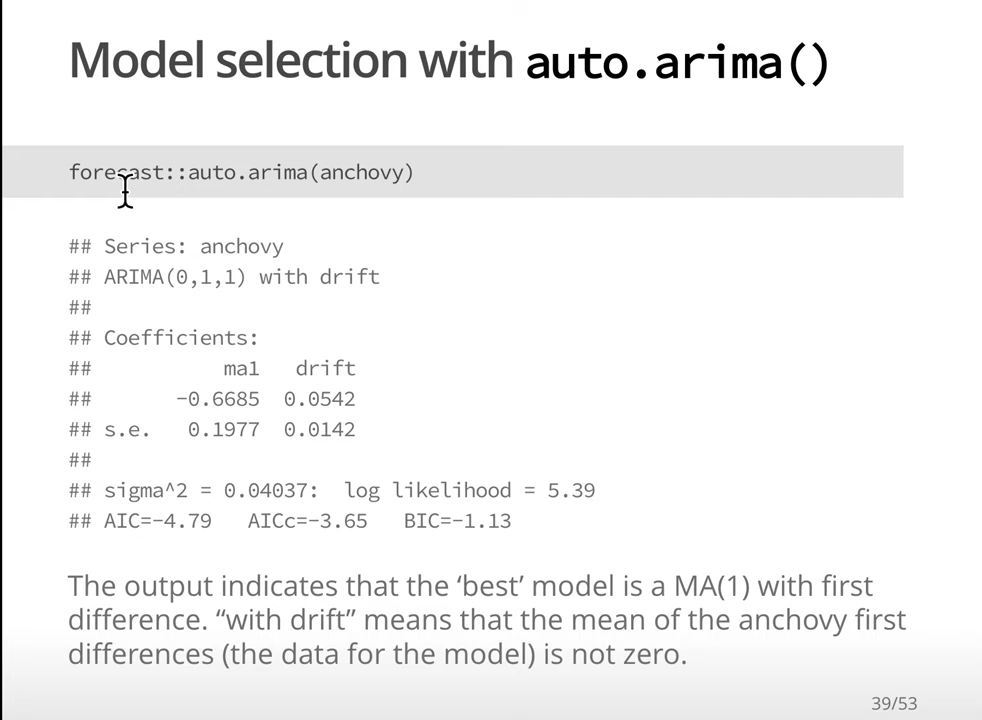 Model selection with auto.arima()
forecast::auto.arima(anchovy)
## Series: anchovy
## ARIMA(0,1,1) with drift
##
## Coefficients:
##           ma1   drift
##       −0.6685  0.0542
## s.e.   0.1977  0.0142
##
## sigma^2 = 0.04037:  log likelihood = 5.39
## AIC=−4.79   AICc=−3.65   BIC=−1.13
The output indicates that the ‘best’ model is a MA(1) with first
difference. “with drift” means that the mean of the anchovy first
differences (the data for the model) is not zero.
39/53